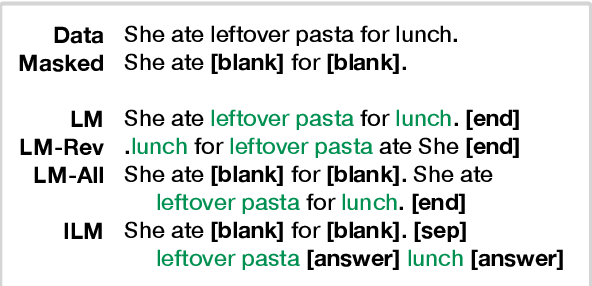 Data She ate leftover pasta for lunch.
Masked She ate [blank] for [blank].
LM She ate leftover pasta for lunch. [end]
LM-Rev .lunch for leftover pasta ate She [end]
LM-All She ate [blank] for [blank]. She ate
leftover pasta for lunch. [end]
ILM She ate [blank] for [blank]. [sep]
leftover pasta [answer] lunch [answer]